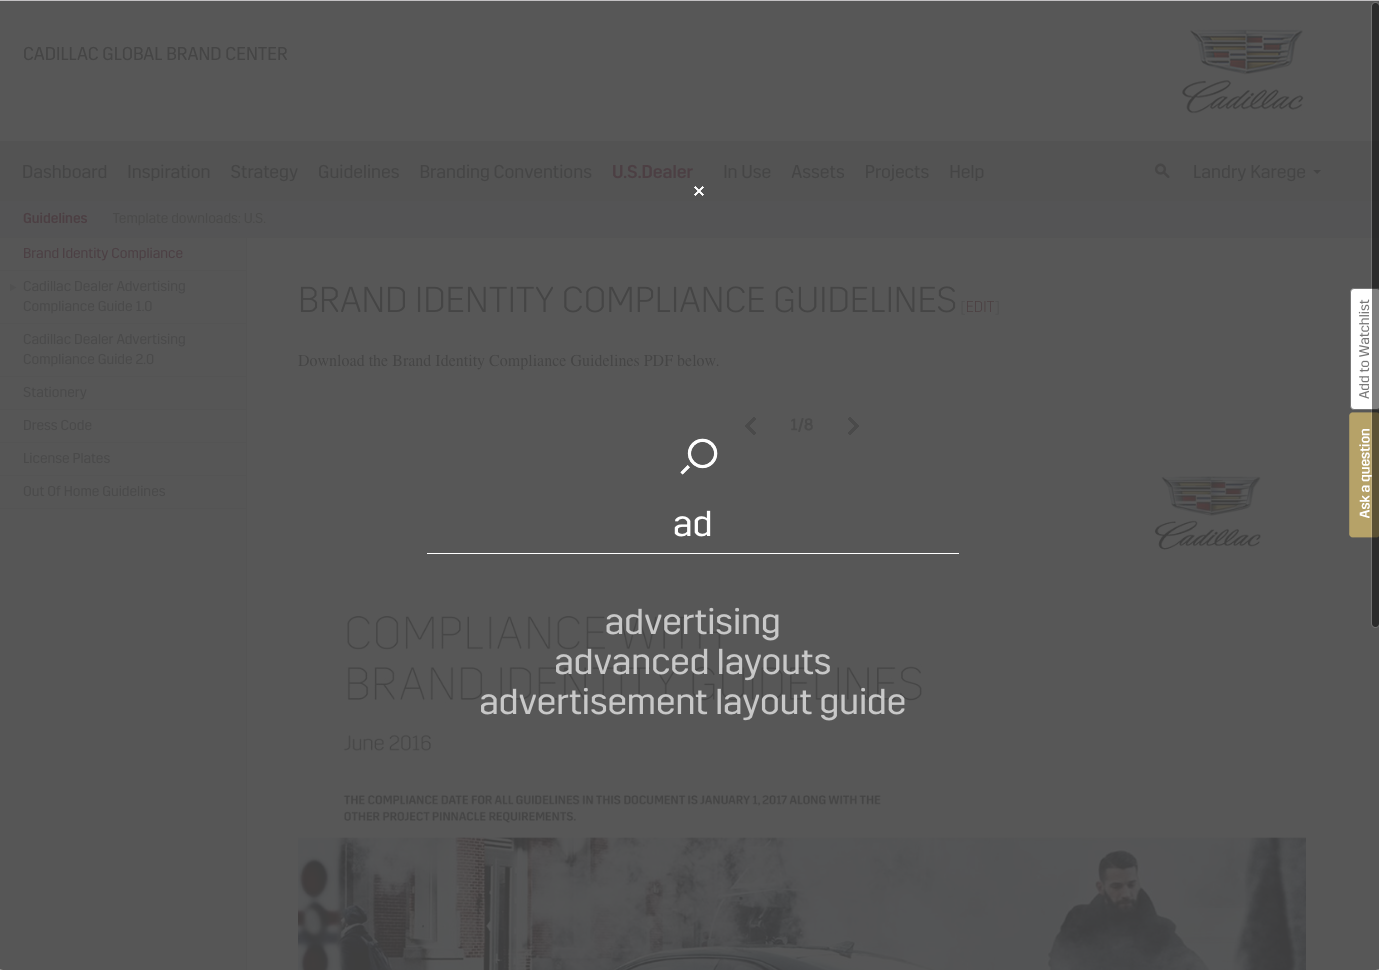 CADILLAC GLOBAL BRAND CENTER
Cadillac
Dashboard Inspiration Strategy Guidelines Branding Conventions U.S.Dealer In Use Assets Projects Help Landry Karege
Guidelines Template downloads: U.S
Brand Identity Compliance
Cadillac Dealer Advertising
Compliance Guide 1.0
Cadillac Dealer Advertising
Compliance Guide 2.0
Stationery
Dress Code
License Plates
Out Of Home Guidelines
BRAND IDENTITY COMPLIANCE GUIDELINES [EDIT]
Download the Brand Identity Compliance Guidelines PDF below.
1/8
Cadillac
ad
advertising
advanced layouts
advertisement layout guide
COMPLIANCE WITH
BRAND IDENTITY GUIDELINES
June 2016
THE COMPLIANCE DATE FOR ALL GUIDELINES IN THIS DOCUMENT IS JANUARY 1, 2017 ALONG WITH THE
OTHER PROJECT PINNACLE REQUIREMENTS.
Add to Watchlist
Ask a question